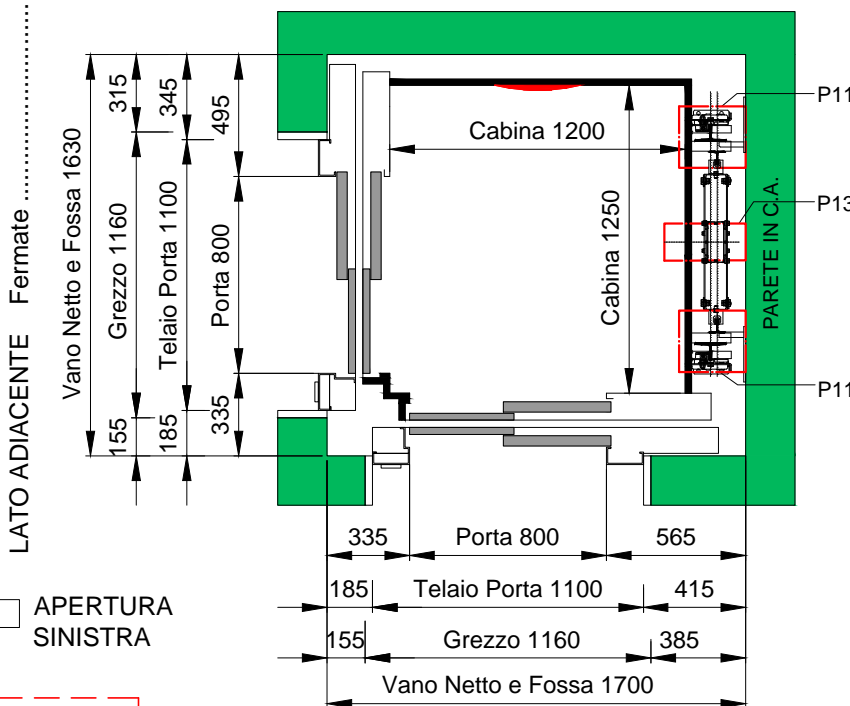 LATO ADIACENTE Fermate ...............
Vano Netto e Fossa 1630
315
Grezzo 1160
155
345
Telaio Porta 1100
185
495
Porta 800
335
Cabina 1200
Cabina 1250
PARETE IN C.A.
P11
P13
P11
335 Porta 800 565
185 Telaio Porta 1100 415
155 Grezzo 1160 385
Vano Netto e Fossa 1700
APERTURA
SINISTRA